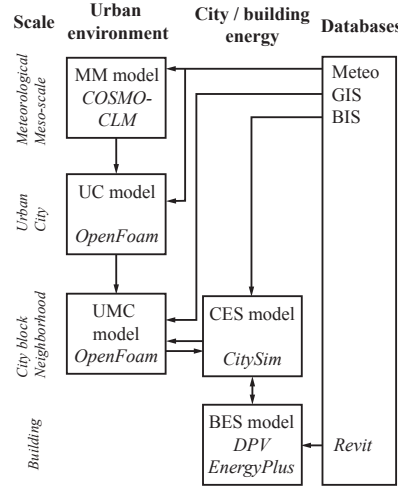 Scale
Urban
environment
City / building
energy
Databases
Meteorological
Meso-scale
MM model
COSMO-
CLM
Meteo
GIS
BIS
Urban
City
UC model
OpenFoam
City block
Neighborhood
UMC
model
OpenFoam
CES model
CitySim
Building
BES model
DPV
EnergyPlus
Revit